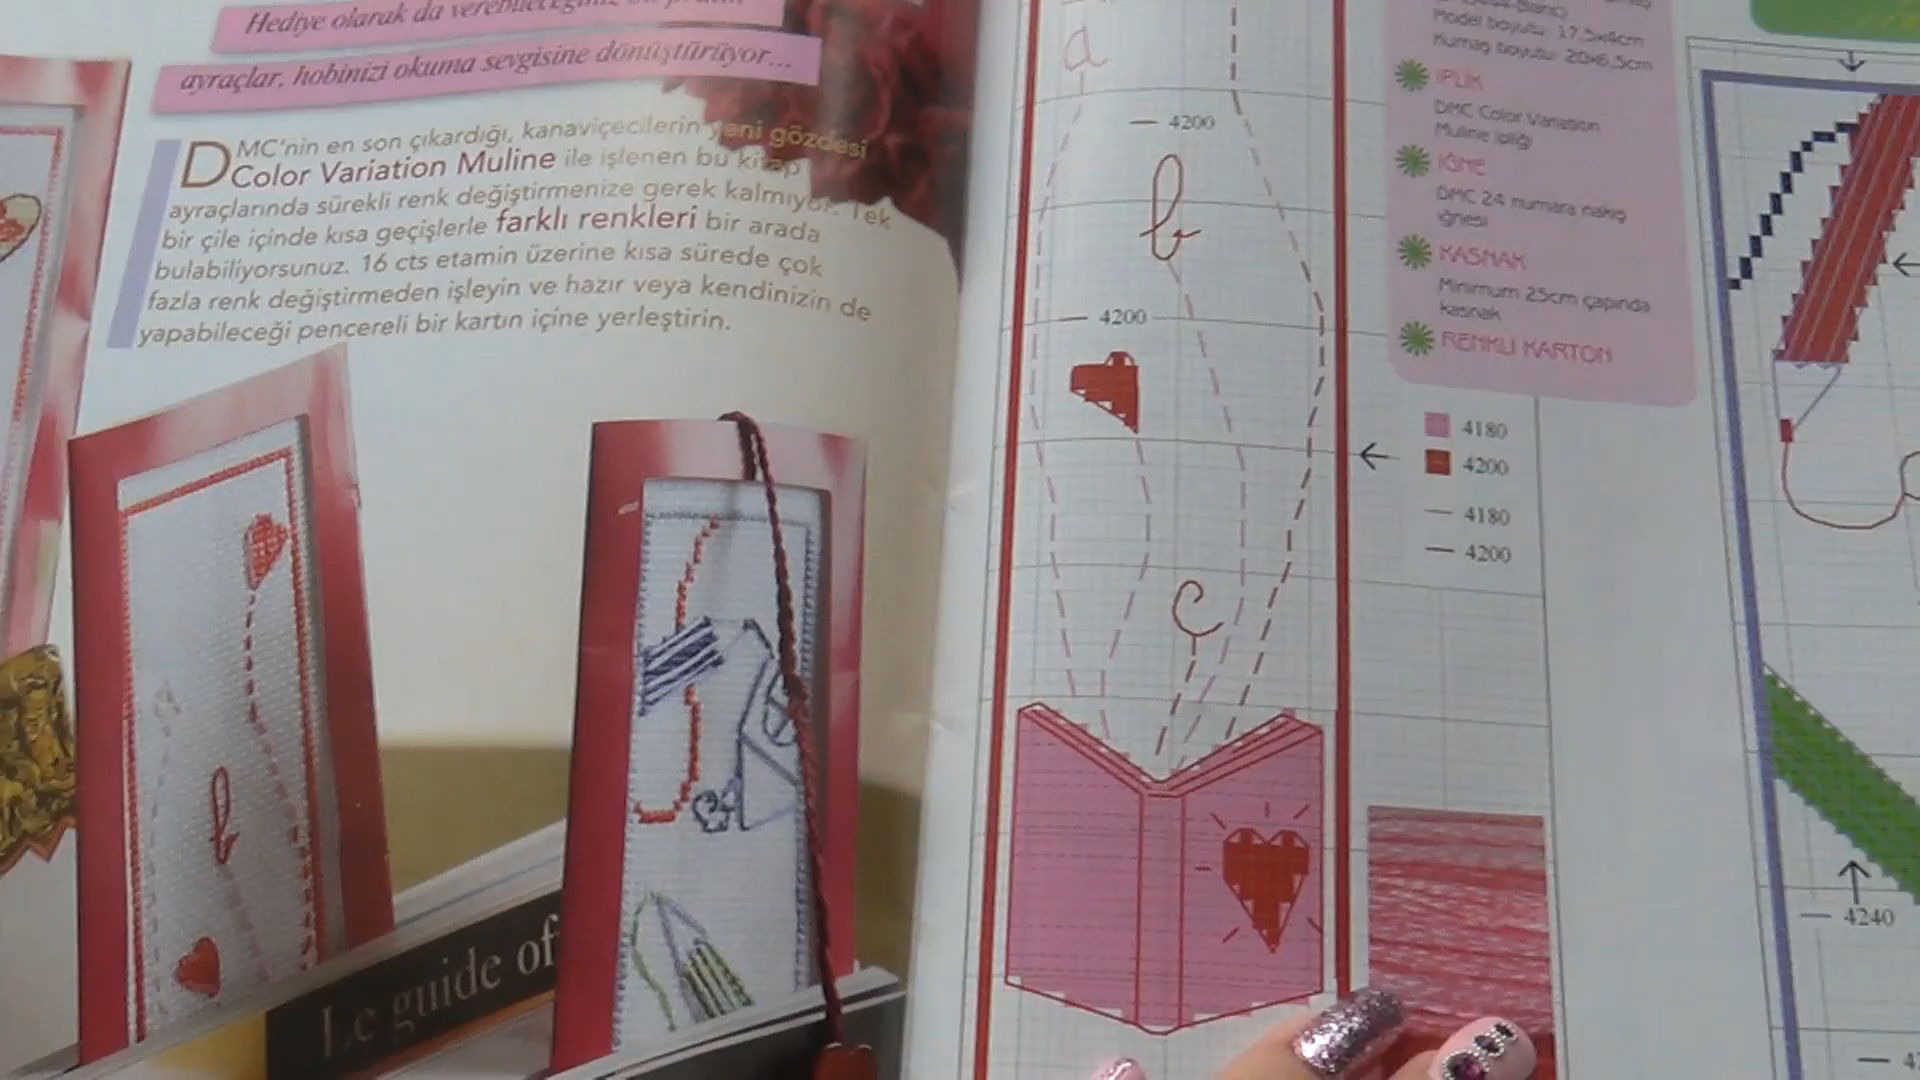 Hediye olarak da
ayraçlar, hobinizi okuma sevgisine dönüştürüyor...
DMC'nin en son çıkardığı, kanaviçecilerin yeni gözdesi
Color Variation Muline ile işlenen bu kitap
ayraçlarında sürekli renk değiştirmenize gerek kalmıyor. Tek
bir çile içinde kısa geçişlerle farklı renkleri bir arada
bulabiliyorsunuz. 16 cts etamin üzerine kısa sürede çok
fazla renk değiştirmeden işleyin ve hazır veya kendinizin de
yapabileceği pencereli bir kartın içine yerleştirin.
b
Le guide of
a
4200
b
4200
c
Model boyutu: 17.5x4cm
Kumaş boyutu: 20x6,5cm
İPLİK
DMC Color Variation
Muline ipliği
İĞNE
DMC 24 numara nakış
iğnesi
KASNAK
Minimum 25cm çapında
kasnak
RENKLİ KARTON
4180
4200
4180
4200
4240